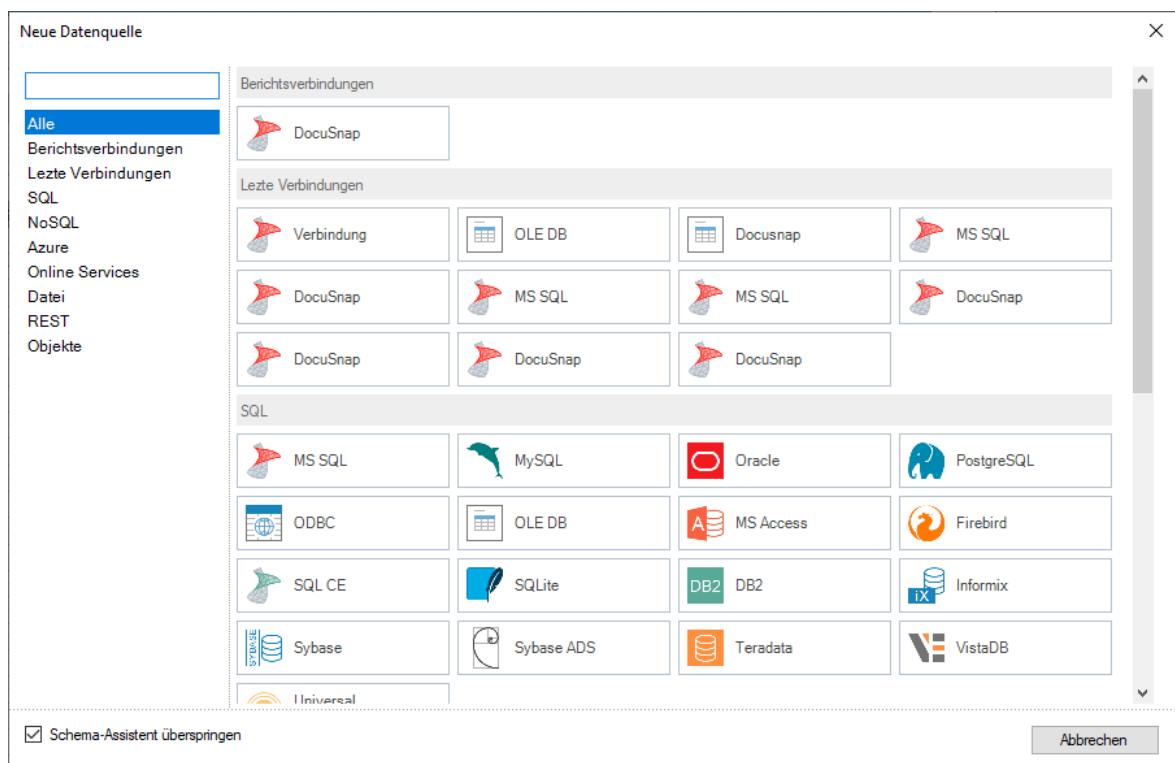 Neue Datenquelle
Alle
Berichtsverbindungen
Lezte Verbindungen
SQL
NoSQL
Azure
Online Services
Datei
REST
Objekte
Berichtsverbindungen
DocuSnap
Lezte Verbindungen
Verbindung
OLE DB
Docusnap
MS SQL
DocuSnap
MS SQL
MS SQL
DocuSnap
DocuSnap
DocuSnap
DocuSnap
SQL
MS SQL
MySQL
Oracle
PostgreSQL
ODBC
OLE DB
A
MS Access
Firebird
SQL CE
SQLite
DB2
DB2
iX
Informix
SYBASE
Sybase
Sybase ADS
Teradata
VistaDB
Universal
Schema-Assistent überspringen
Abbrechen